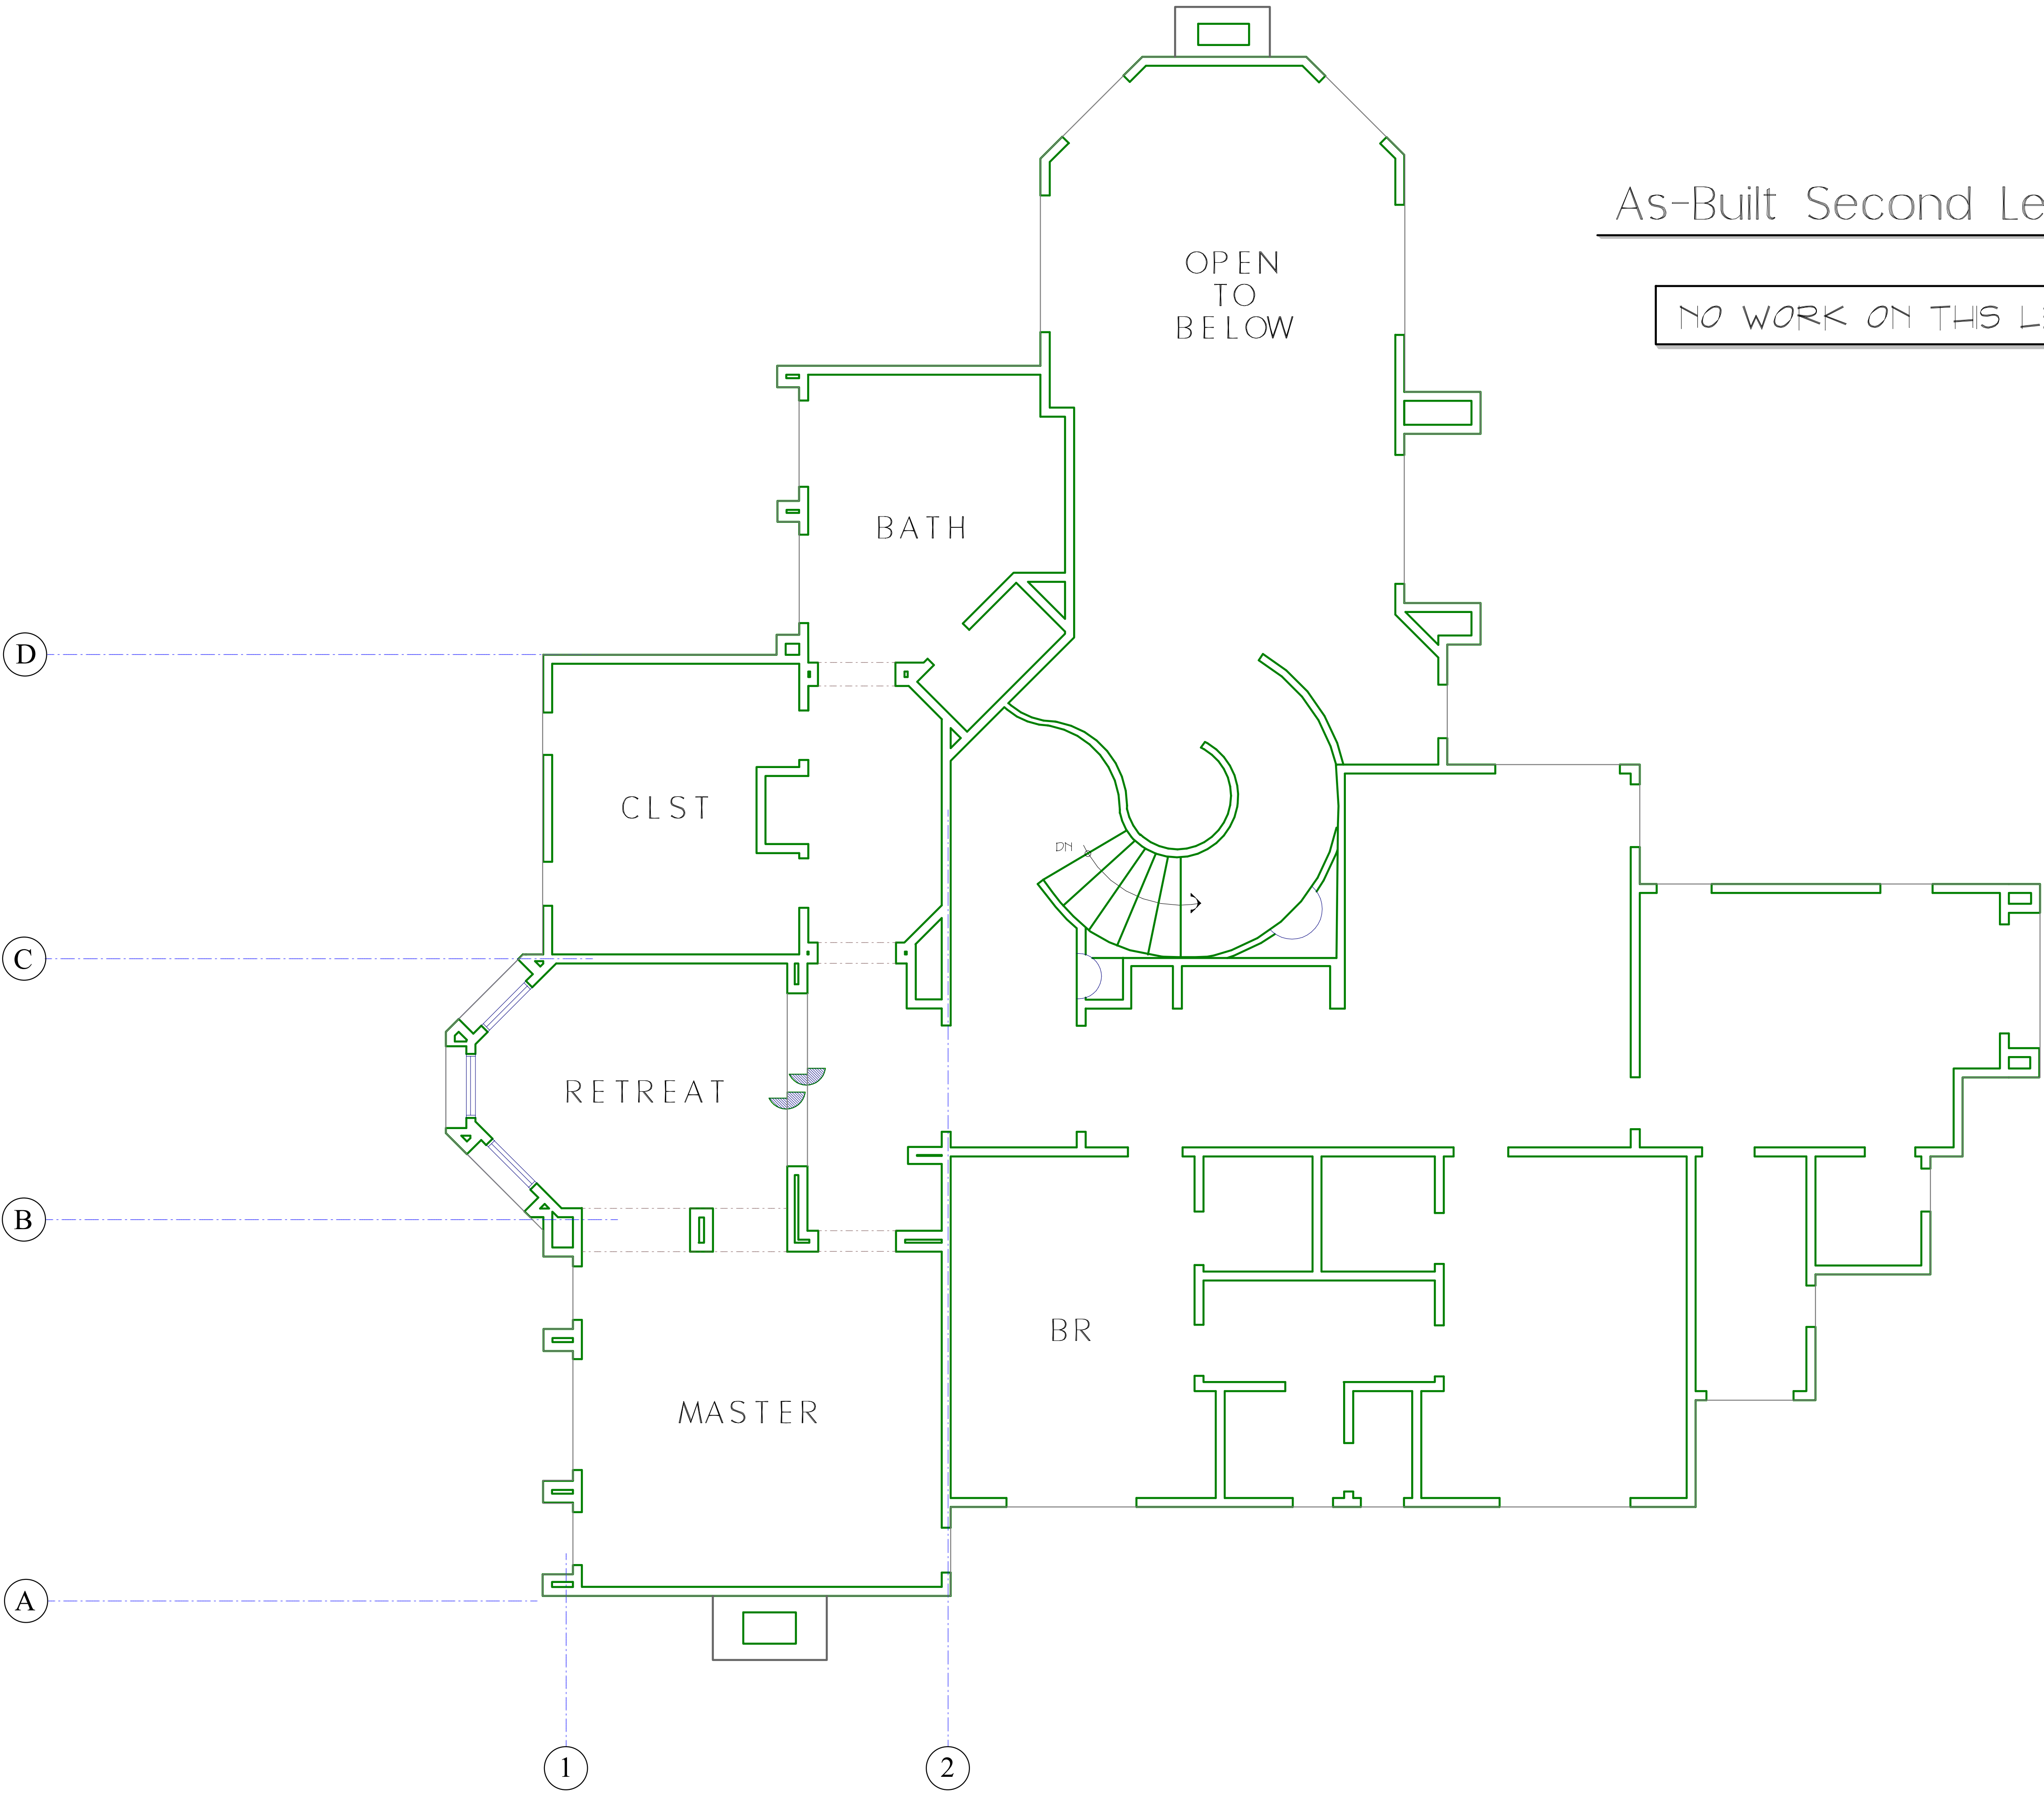 As-Built Second Le
OPEN
TO
BELOW
NO WORK ON THIS L
BATH
D
CLST
DN
C
RETREAT
B
BR
MASTER
A
1
2